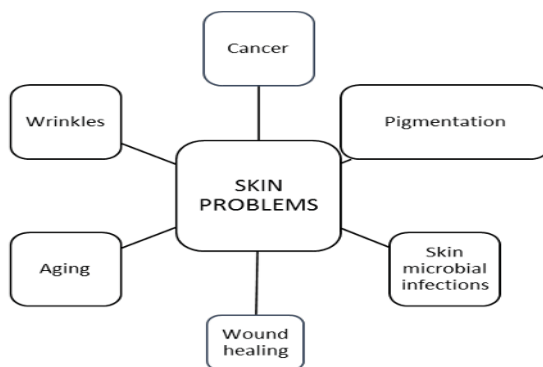 Cancer
Wrinkles
Pigmentation
SKIN
PROBLEMS
Aging
Skin
microbial
infections
Wound
healing